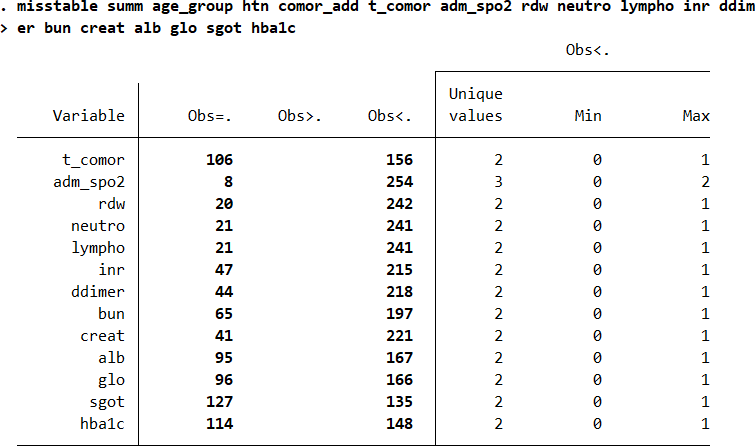 . misstable summ age_group htn comor_add t_comor adm_spo2 rdw neutro lympho inr ddim
> er bun creat alb glo sgot hba1c
Obs<.
Unique
Variable Obs=. Obs>. Obs<. values Min Max
t_comor 106 156 2 0 1
adm_spo2 8 254 3 0 2
rdw 20 242 2 0 1
neutro 21 241 2 0 1
lympho 21 241 2 0 1
inr 47 215 2 0 1
ddimer 44 218 2 0 1
bun 65 197 2 0 1
creat 41 221 2 0 1
alb 95 167 2 0 1
glo 96 166 2 0 1
sgot 127 135 2 0 1
hba1c 114 148 2 0 1